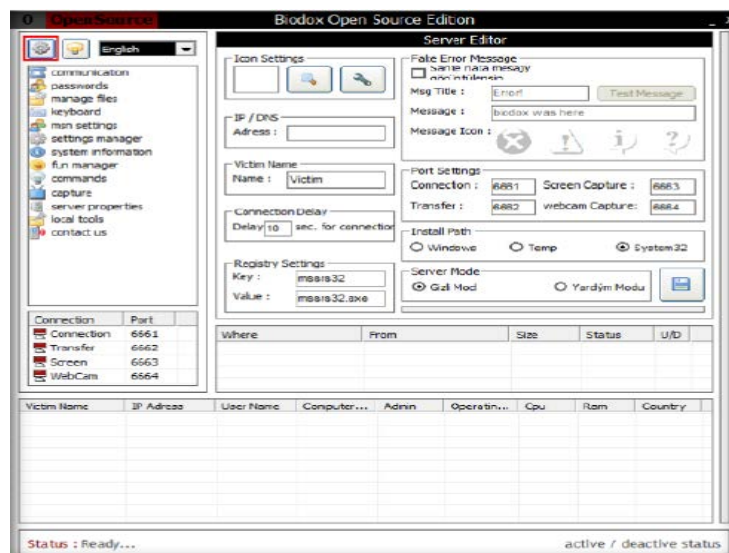 OpenSource
Biodox Open Source Edition
English
communication
passwords
manage files
keyboard
msn settings
settings manager
system information
fun manager
commands
capture
server properties
local tools
contact us
Connection Port
Connection 6661
Transfer 6662
Screen 6663
WebCam 6664
Server Editor
Icon Settings
IP / DNS
Adress :
Victim Name
Name : Victim
Connection Delay
Delay 10 sec. for connection
Registry Settings
Key : mssrs32
Value : mssrs32.exe
Fake Error Message
Msg Title : Error! Test Message
Message : biodox was here
Message Icon :
Port Settings
Connection : 6661 Screen Capture : 6663
Transfer : 6662 webcam Capture: 6664
Install Path
Windows Temp System32
Server Mode
Gizli Mod Yardým Modu
Where From Size Status U/D
Victim Name IP Adress User Name Computer... Admin Operatin... Cpu Ram Country
Status : Ready...
active / deactive status